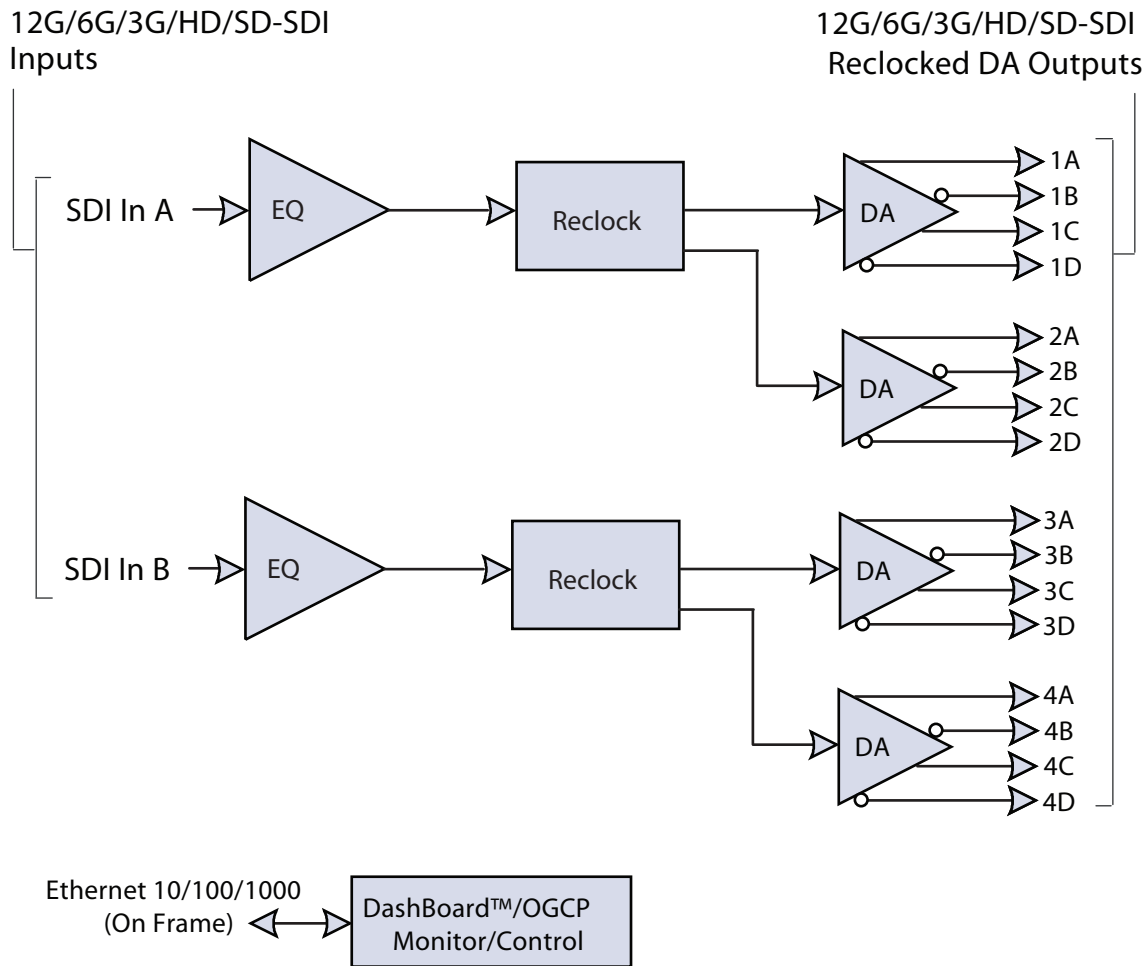 12G/6G/3G/HD/SD-SDI
Inputs
12G/6G/3G/HD/SD-SDI
Reclocked DA Outputs
SDI In A
EQ
Reclock
DA
1A
1B
1C
1D
DA
2A
2B
2C
2D
SDI In B
EQ
Reclock
DA
3A
3B
3C
3D
DA
4A
4B
4C
4D
Ethernet 10/100/1000
(On Frame)
DashBoard™/OGCP
Monitor/Control